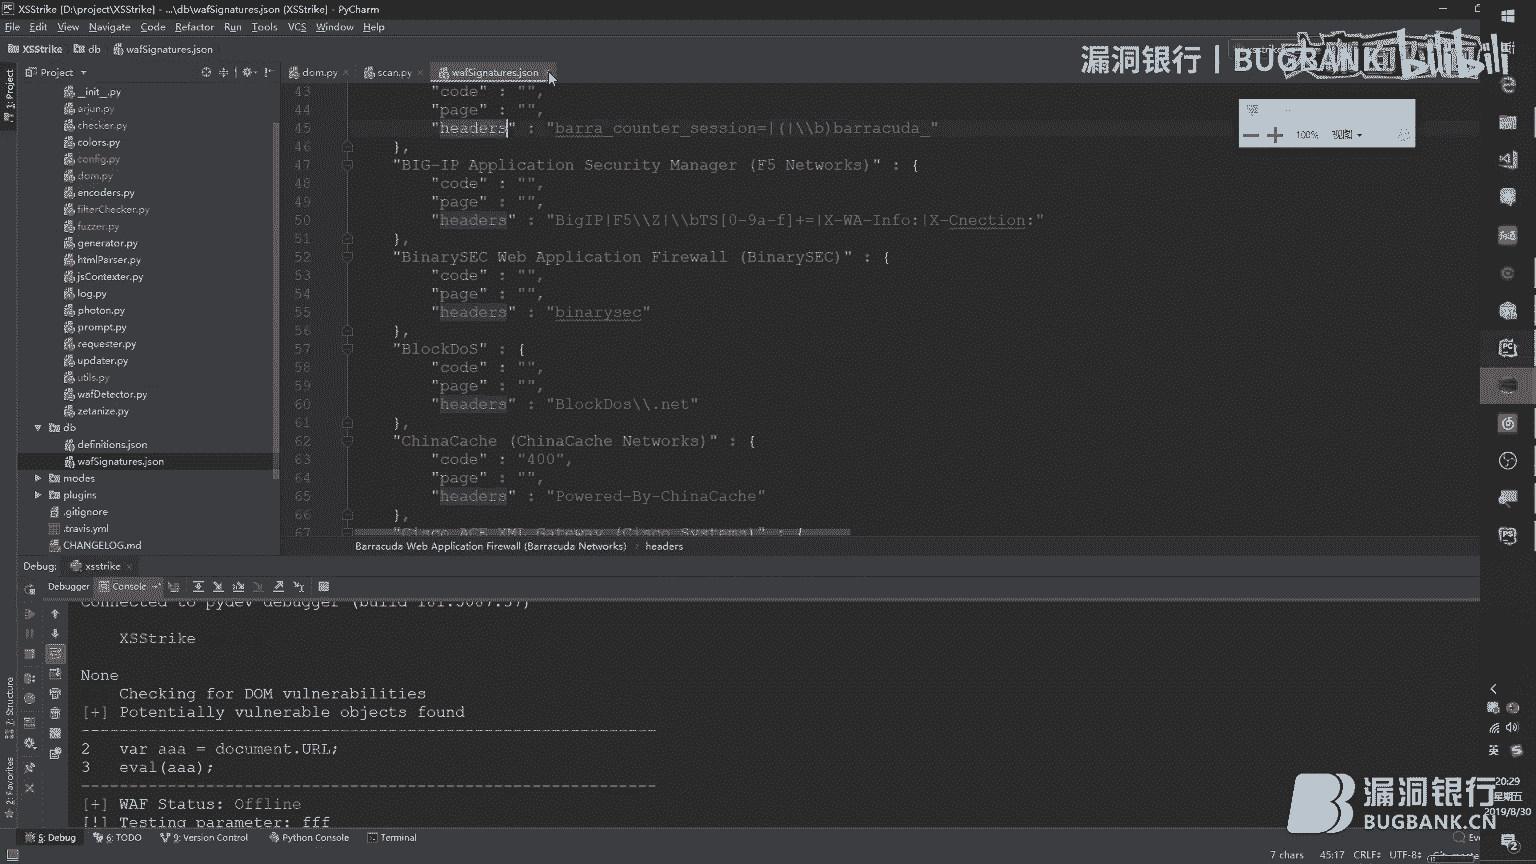 XSStrike [D:\project\XSStrike] - ...\db\wafSignatures.json (XSStrike) - PyCharm
File Edit View Navigate Code Refactor Run Tools VCS Window Help
XSStrike db wafSignatures.json
漏洞银行 | BUGBANK bilibili
Project
dom.py scan.py wafSignatures.json
1: Project
__init__.py
arjun.py
checker.py
colors.py
config.py
dom.py
encoders.py
filterChecker.py
fuzzer.py
generator.py
htmlParser.py
jsContexter.py
log.py
photon.py
prompt.py
requester.py
updater.py
utils.py
wafDetector.py
zetanize.py
db
definitions.json
wafSignatures.json
modes
plugins
.gitignore
.travis.yml
CHANGELOG.md
43 "code" : "",
44 "page" : "",
45 "headers" : "barra_counter_session=|(|\\b)barracuda_"
46 },
47 "BIG-IP Application Security Manager (F5 Networks)" : {
48 "code" : "",
49 "page" : "",
50 "headers" : "BigIP|F5\\Z|\\bTS[0-9a-f]+=|X-WA-Info:|X-Cnection:"
51 },
52 "BinarySEC Web Application Firewall (BinarySEC)" : {
53 "code" : "",
54 "page" : "",
55 "headers" : "binarysec"
56 },
57 "BlockDoS" : {
58 "code" : "",
59 "page" : "",
60 "headers" : "BlockDos\\.net"
61 },
62 "ChinaCache (ChinaCache Networks)" : {
63 "code" : "400",
64 "page" : "",
65 "headers" : "Powered-By-ChinaCache"
66 },
67 "Cisco ACE XML Gateway (Cisco Systems)" : {
100% 视图
Barracuda Web Application Firewall (Barracuda Networks) headers
Debug: xsstrike
Debugger Console
Connected to pydev debugger (build 181.5087.37)
XSStrike
None
Checking for DOM vulnerabilities
[+] Potentially vulnerable objects found
------------------------------------------------------------
2 var aaa = document.URL;
3 eval(aaa);
------------------------------------------------------------
[+] WAF Status: Offline
[!] Testing parameter: fff
7: Structure
2: Favorites
5: Debug 6: TODO 9: Version Control Python Console Terminal
7 chars 45:17 CRLF UTF-8
英
20:29
星期五
2019/8/30
漏洞银行
BUGBANK.CN